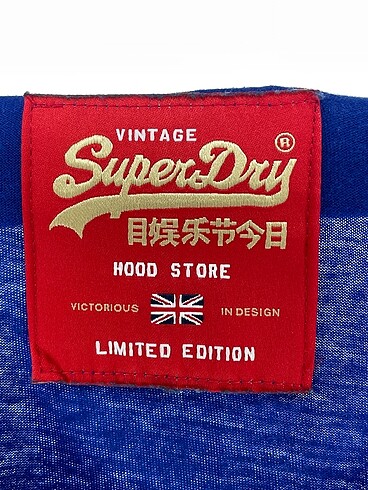 VINTAGE
SuperDry ®
目娱乐节今日
HOOD STORE
VICTORIOUS IN DESIGN
LIMITED EDITION